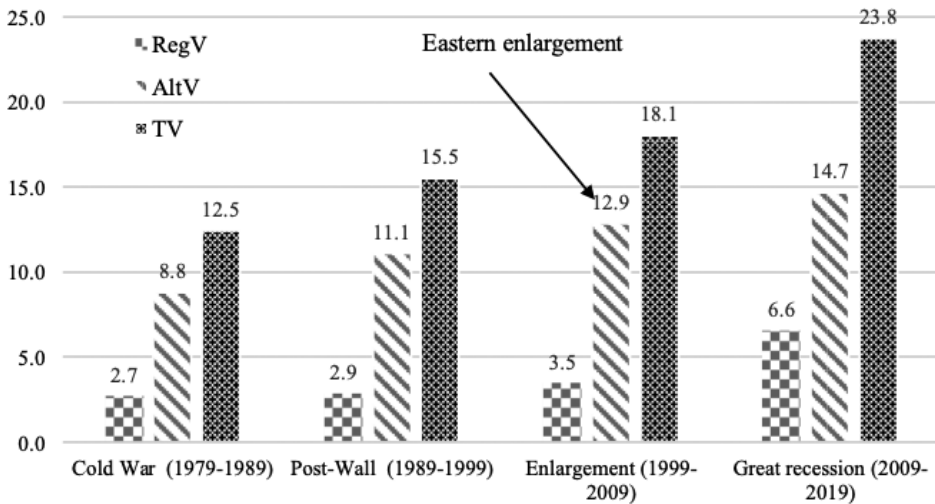 25.0
20.0
15.0
10.0
5.0
0.0
RegV
AltV
TV
Eastern enlargement
2.7
8.8
12.5
2.9
11.1
15.5
3.5
12.9
18.1
6.6
14.7
23.8
Cold War (1979-1989)
Post-Wall (1989-1999)
Enlargement (1999-
2009)
Great recession (2009-
2019)